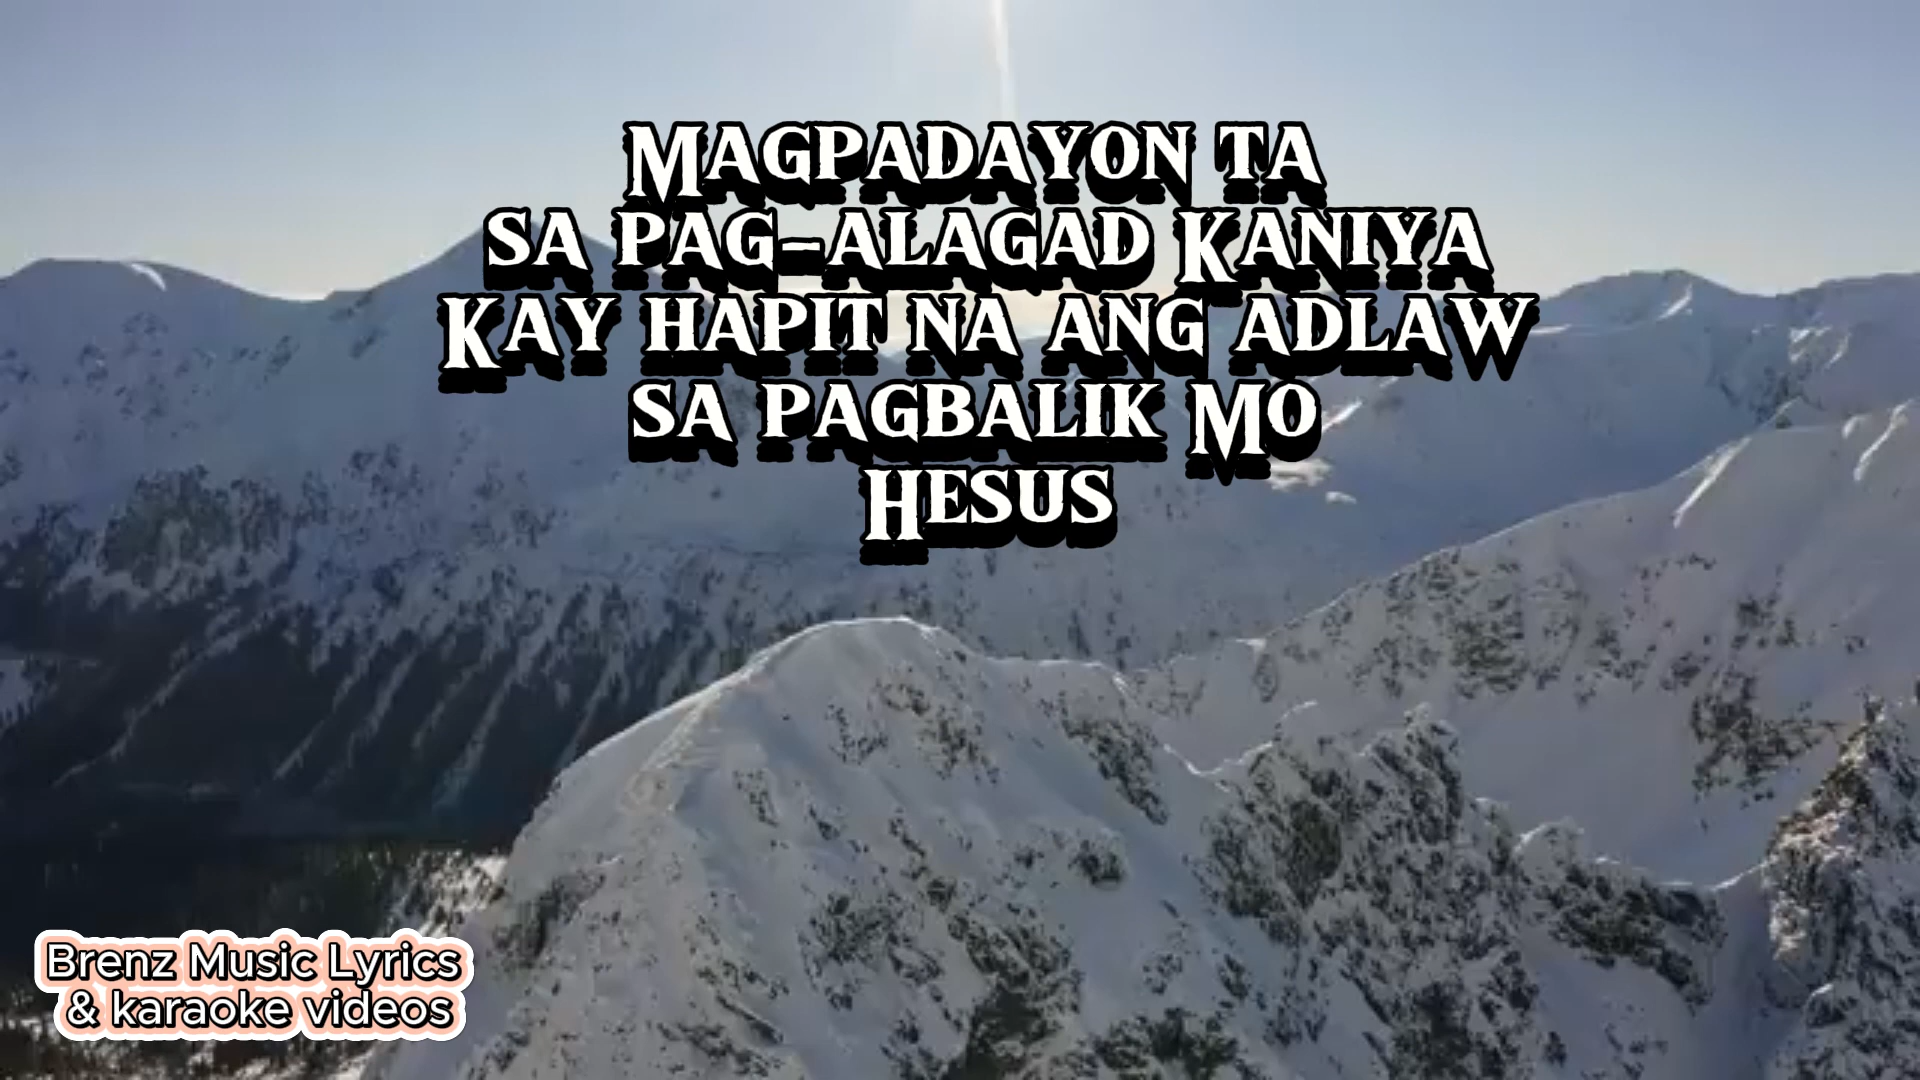 Magpadayon ta
sa pag-alagad Kaniya
Kay hapit na ang adlaw
sa pagbalik Mo
Hesus
Brenz Music Lyrics
& karaoke videos